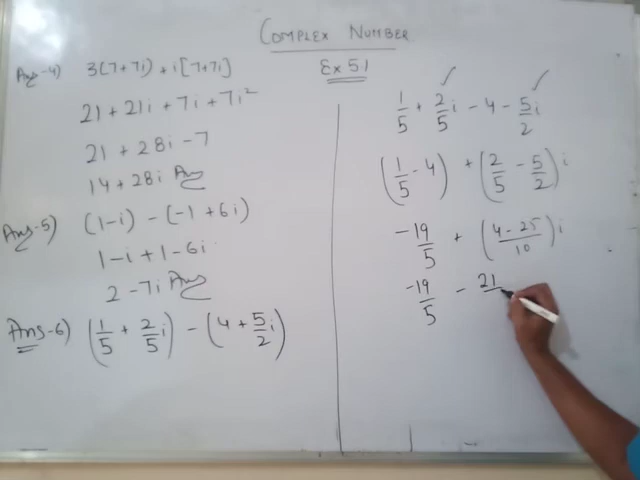 COMPLEX NUMBER
Ex 5.1
Ans-4) 3(7+7i) + i[7+7i]
21 + 21i + 7i + 7i²
21 + 28i - 7
14 + 28i Ans
Ans-5) (1-i) - (-1 + 6i)
1-i + 1-6i
2 - 7i Ans
Ans-6) (1/5 + 2/5 i) - (4 + 5/2 i)
1/5 + 2/5 i - 4 - 5/2 i
(1/5 - 4) + (2/5 - 5/2) i
-19/5 + (4-25/10) i
-19/5 - 21